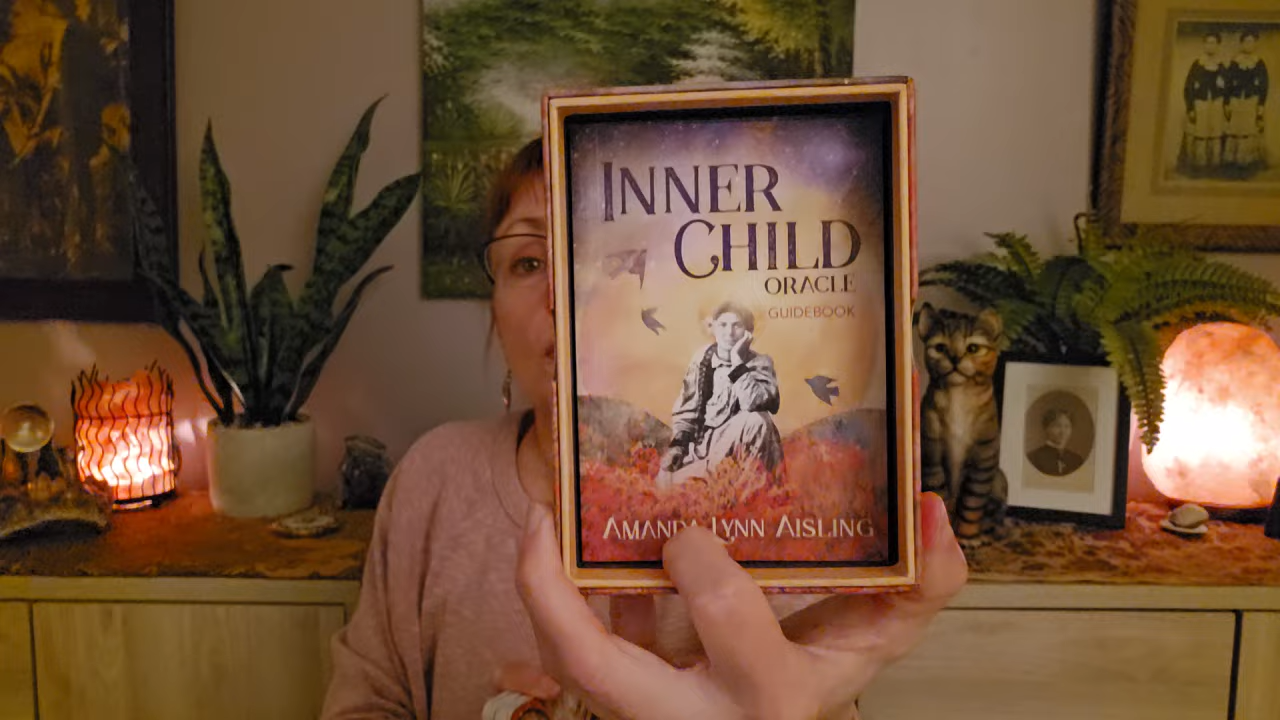 INNER
CHILD
ORACLE
GUIDEBOOK
AMANDA LYNN AISLING